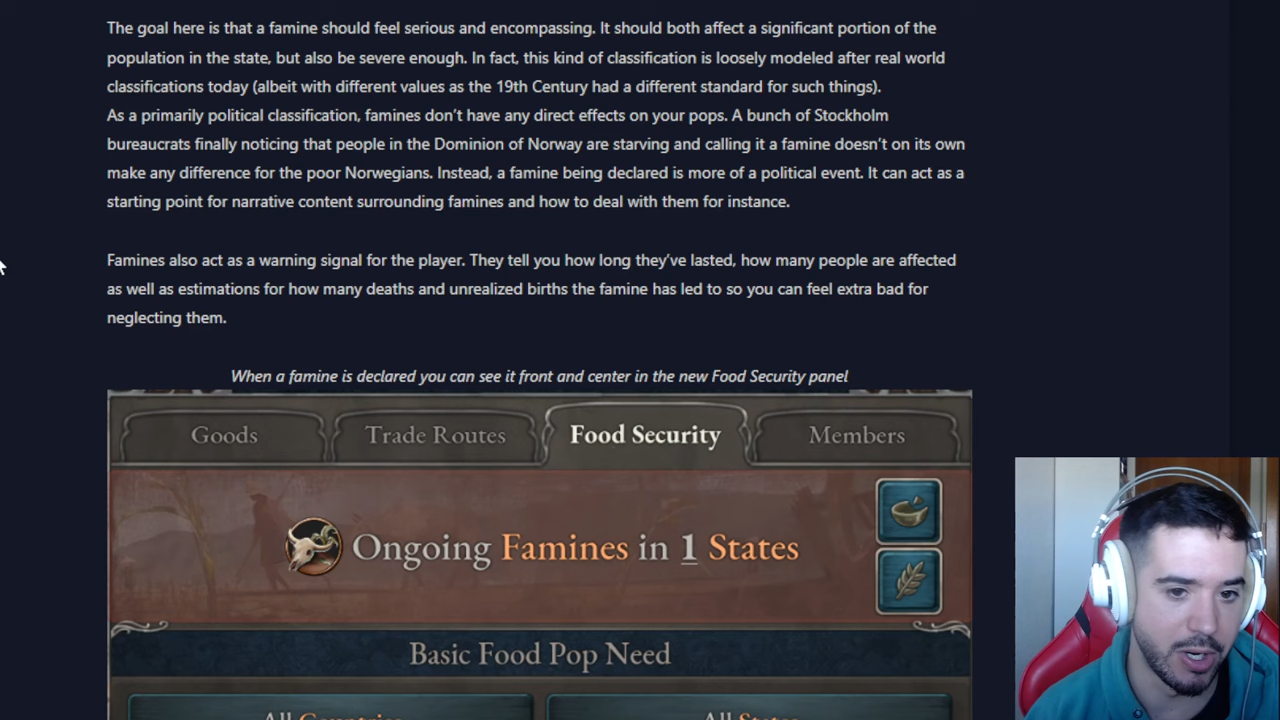 The goal here is that a famine should feel serious and encompassing. It should both affect a significant portion of the
population in the state, but also be severe enough. In fact, this kind of classification is loosely modeled after real world
classifications today (albeit with different values as the 19th Century had a different standard for such things).
As a primarily political classification, famines don’t have any direct effects on your pops. A bunch of Stockholm
bureaucrats finally noticing that people in the Dominion of Norway are starving and calling it a famine doesn’t on its own
make any difference for the poor Norwegians. Instead, a famine being declared is more of a political event. It can act as a
starting point for narrative content surrounding famines and how to deal with them for instance.
Famines also act as a warning signal for the player. They tell you how long they’ve lasted, how many people are affected
as well as estimations for how many deaths and unrealized births the famine has led to so you can feel extra bad for
neglecting them.
When a famine is declared you can see it front and center in the new Food Security panel
Goods Trade Routes Food Security Members
Ongoing Famines in 1 States
Basic Food Pop Need
All Countries All States